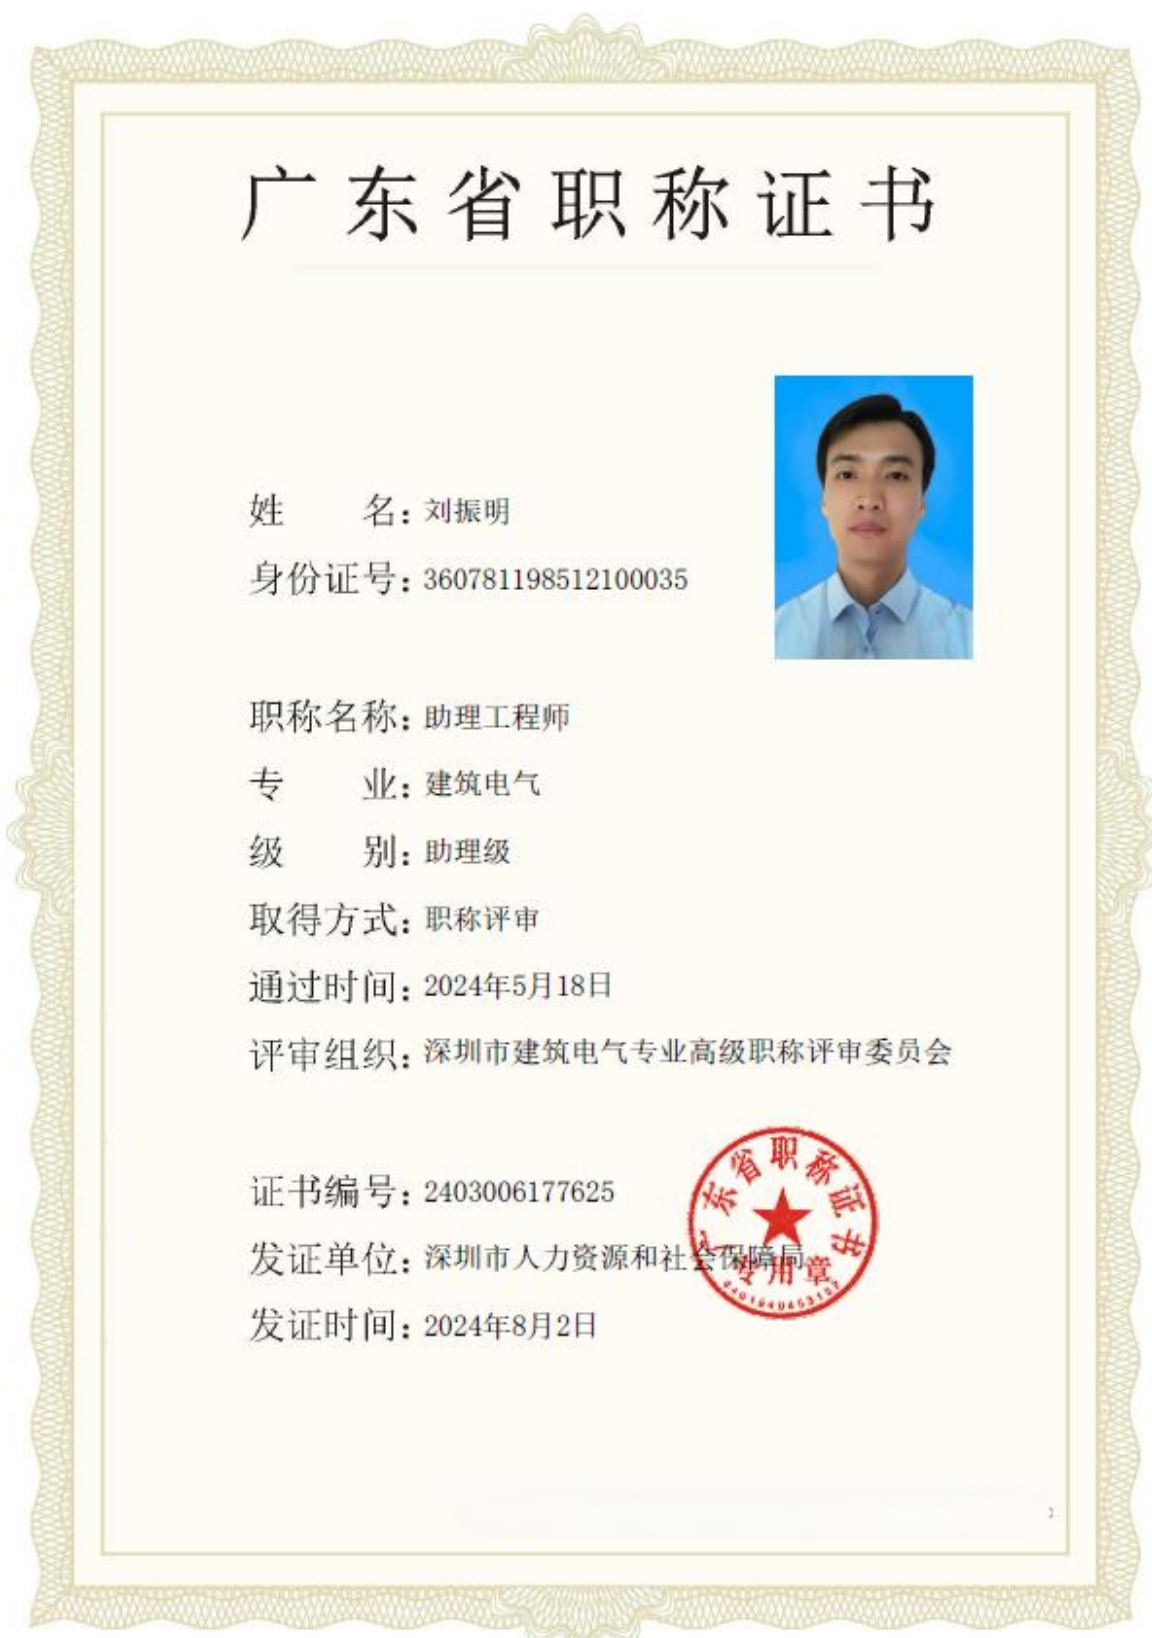 广东省职称证书
姓 名：刘振明
身份证号：360781198512100035
职称名称：助理工程师
专 业：建筑电气
级 别：助理级
取得方式：职称评审
通过时间：2024年5月18日
评审组织：深圳市建筑电气专业高级职称评审委员会
证书编号：2403006177625
发证单位：深圳市人力资源和社会保障局
发证时间：2024年8月2日
广东省职称证书
专用章